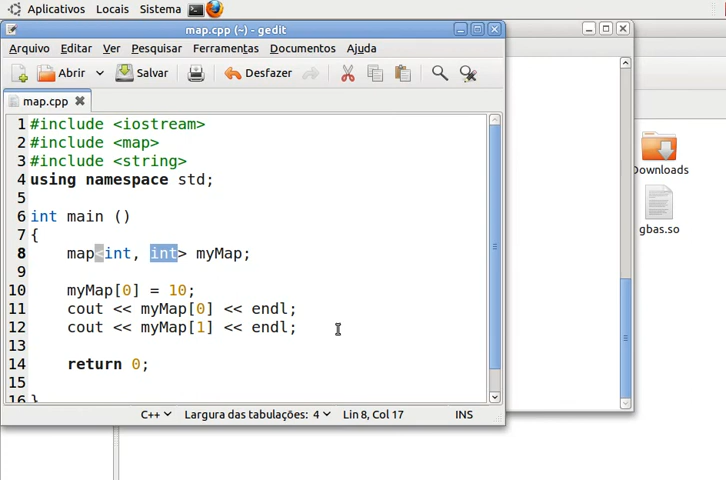 Aplicativos Locais Sistema
map.cpp (~) - gedit
Arquivo Editar Ver Pesquisar Ferramentas Documentos Ajuda
Abrir Salvar Desfazer
map.cpp
1 #include <iostream>
2 #include <map>
3 #include <string>
4 using namespace std;
5
6 int main ()
7 {
8 map<int, int> myMap;
9
10 myMap[0] = 10;
11 cout << myMap[0] << endl;
12 cout << myMap[1] << endl;
13
14 return 0;
15
16 }
C++ Largura das tabulações: 4 Lin 8, Col 17 INS
Downloads
gbas.so